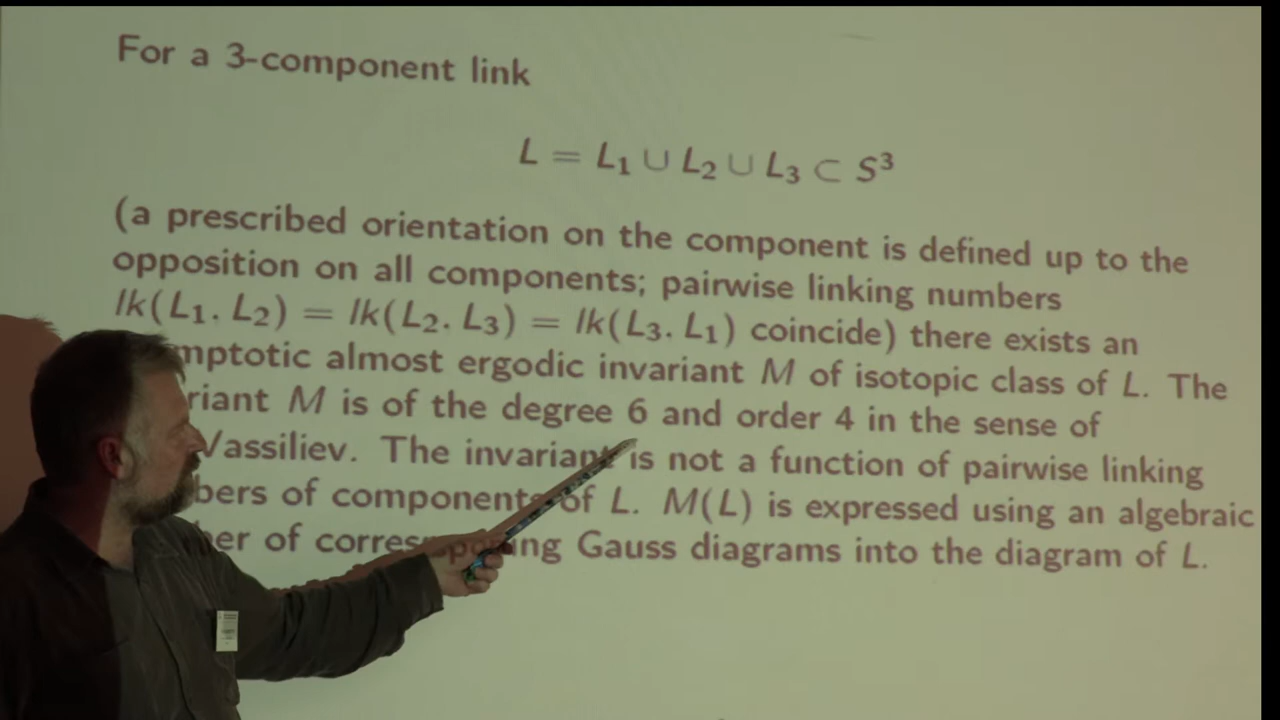 For a 3-component link
L = L₁ ∪ L₂ ∪ L₃ ⊂ S³
(a prescribed orientation on the component is defined up to the
opposition on all components; pairwise linking numbers
lk(L₁. L₂) = lk(L₂. L₃) = lk(L₃. L₁) coincide) there exists an
mptotic almost ergodic invariant M of isotopic class of L. The
riant M is of the degree 6 and order 4 in the sense of
Vassiliev. The invariant is not a function of pairwise linking
bers of components of L. M(L) is expressed using an algebraic
er of Gauss diagrams into the diagram of L.